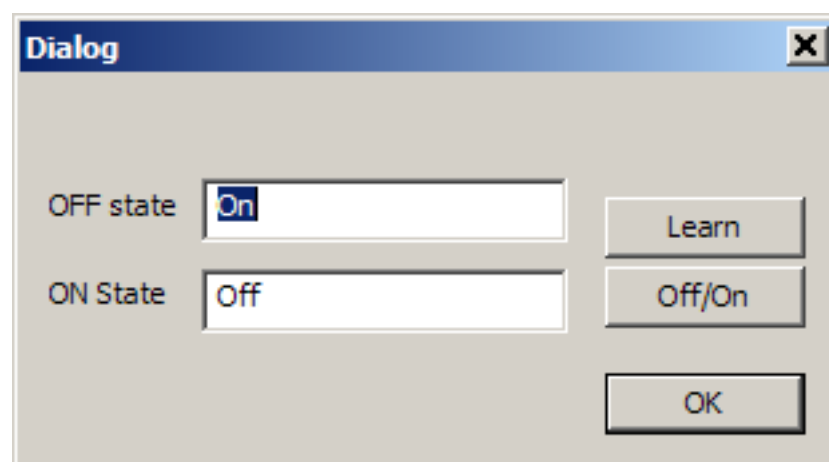 Dialog
OFF state On
Learn
ON State Off
Off/On
OK